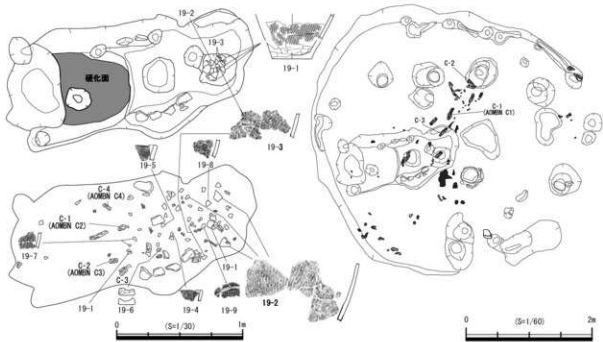 19-2
19-3
硬化面
19-1
19-3
19-5
19-8
C-4
(AOMBN C4)
C-1
(AOMBN C2)
19-7
C-2
(AOMBN C3)
C-3
19-1
19-6
19-4
19-9
19-1
19-2
0
(S=1/30)
1m
C-2
C-1
(AOMBN C1)
C-3
0
(S=1/60)
2m